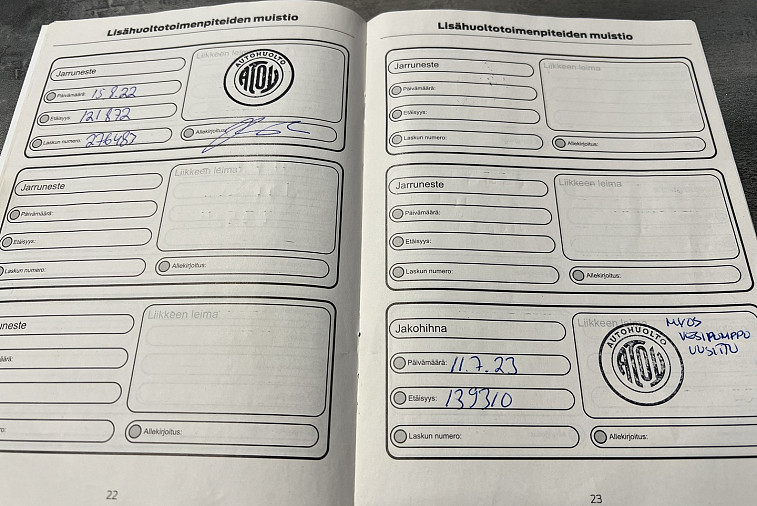 Lisähuoltotoimenpiteiden muistio
Jarruneste
Liikkeen leima
AUTOHUOLTO
ATOY
Päivämäärä: 15.8.22
Etäisyys: 121872
Laskun numero: 276487
Allekirjoitus:
Jarruneste
Liikkeen leima
Päivämäärä:
Etäisyys:
Laskun numero:
Allekirjoitus:
neste
Liikkeen leima
äärä:
ro:
Allekirjoitus:
22
Lisähuoltotoimenpiteiden muistio
Jarruneste
Liikkeen leima
Päivämäärä:
Etäisyys:
Laskun numero:
Allekirjoitus:
Jarruneste
Liikkeen leima
Päivämäärä:
Etäisyys:
Laskun numero:
Allekirjoitus:
Jakohihna
Liikkeen leima
AUTOHUOLTO
ATOY
MYÖS
VESIPUMPPU
UUSITTU
Päivämäärä: 11.7.23
Etäisyys: 139310
Laskun numero:
Allekirjoitus:
23